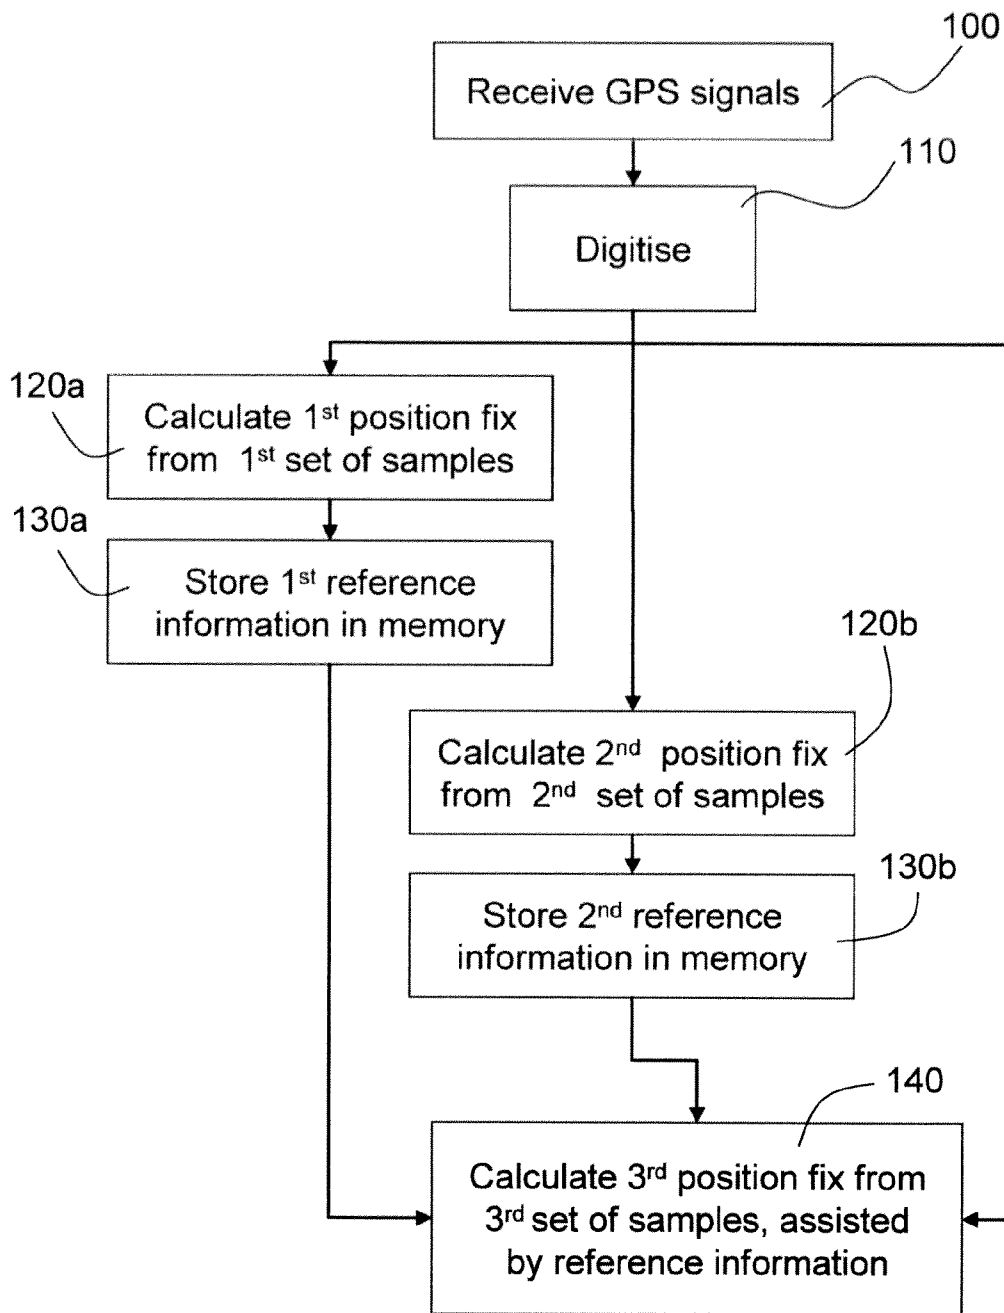 100
Receive GPS signals
110
Digitise
120a
Calculate 1st position fix
from 1st set of samples
130a
Store 1st reference
information in memory
120b
Calculate 2nd position fix
from 2nd set of samples
130b
Store 2nd reference
information in memory
140
Calculate 3rd position fix from
3rd set of samples, assisted
by reference information